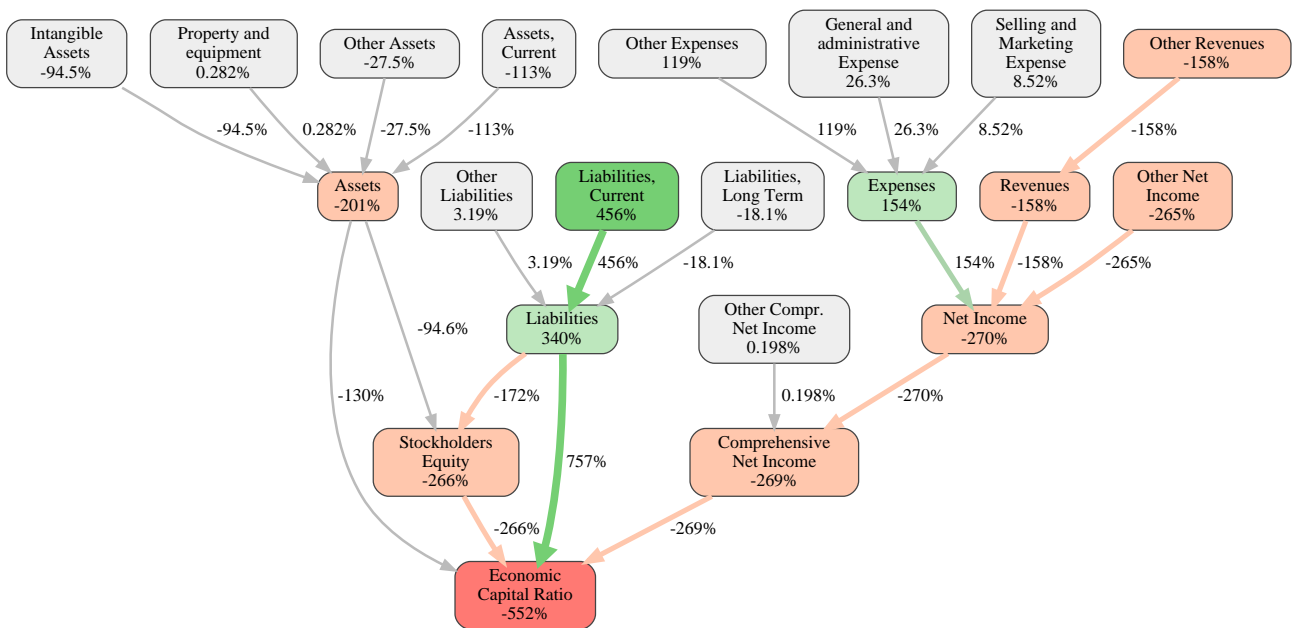 Intangible
Assets
-94.5%
Property and
equipment
0.282%
Other Assets
-27.5%
Assets,
Current
-113%
Other Expenses
119%
General and
administrative
Expense
26.3%
Selling and
Marketing
Expense
8.52%
Other Revenues
-158%
-94.5%
0.282%
-27.5%
-113%
119%
26.3%
8.52%
-158%
Assets
-201%
Other
Liabilities
3.19%
Liabilities,
Current
456%
Liabilities,
Long Term
-18.1%
Expenses
154%
Revenues
-158%
Other Net
Income
-265%
3.19%
456%
-18.1%
154%
-158%
-265%
-94.6%
Liabilities
340%
Other Compr.
Net Income
0.198%
Net Income
-270%
-130%
-172%
0.198%
-270%
Stockholders
Equity
-266%
757%
Comprehensive
Net Income
-269%
-266%
-269%
Economic
Capital Ratio
-552%